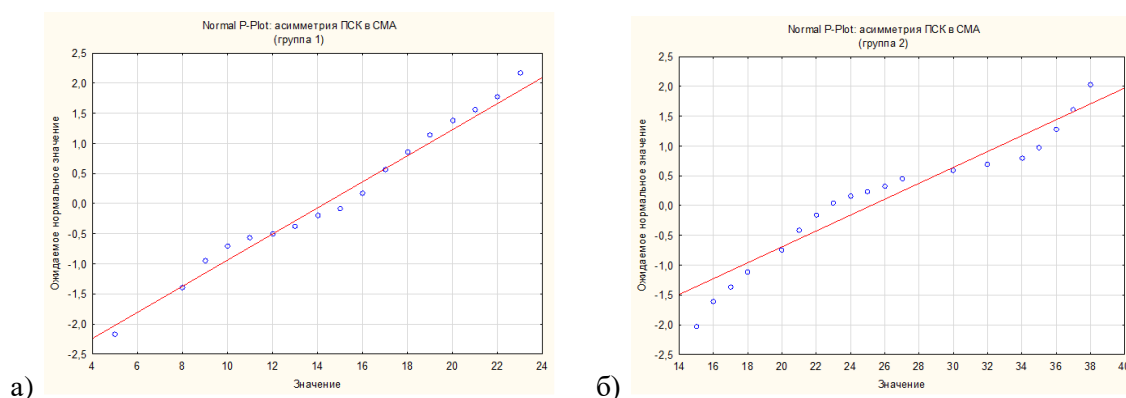 Normal P-Plot: асимметрия ПСК в СМА
(группа 1)
Ожидаемое нормальное значение
2,5
2,0
1,5
1,0
0,5
0,0
-0,5
-1,0
-1,5
-2,0
-2,5
4 6 8 10 12 14 16 18 20 22 24
Значение
а)
Normal P-Plot: асимметрия ПСК в СМА
(группа 2)
Ожидаемое нормальное значение
2,5
2,0
1,5
1,0
0,5
0,0
-0,5
-1,0
-1,5
-2,0
-2,5
14 16 18 20 22 24 26 28 30 32 34 36 38 40
Значение
б)